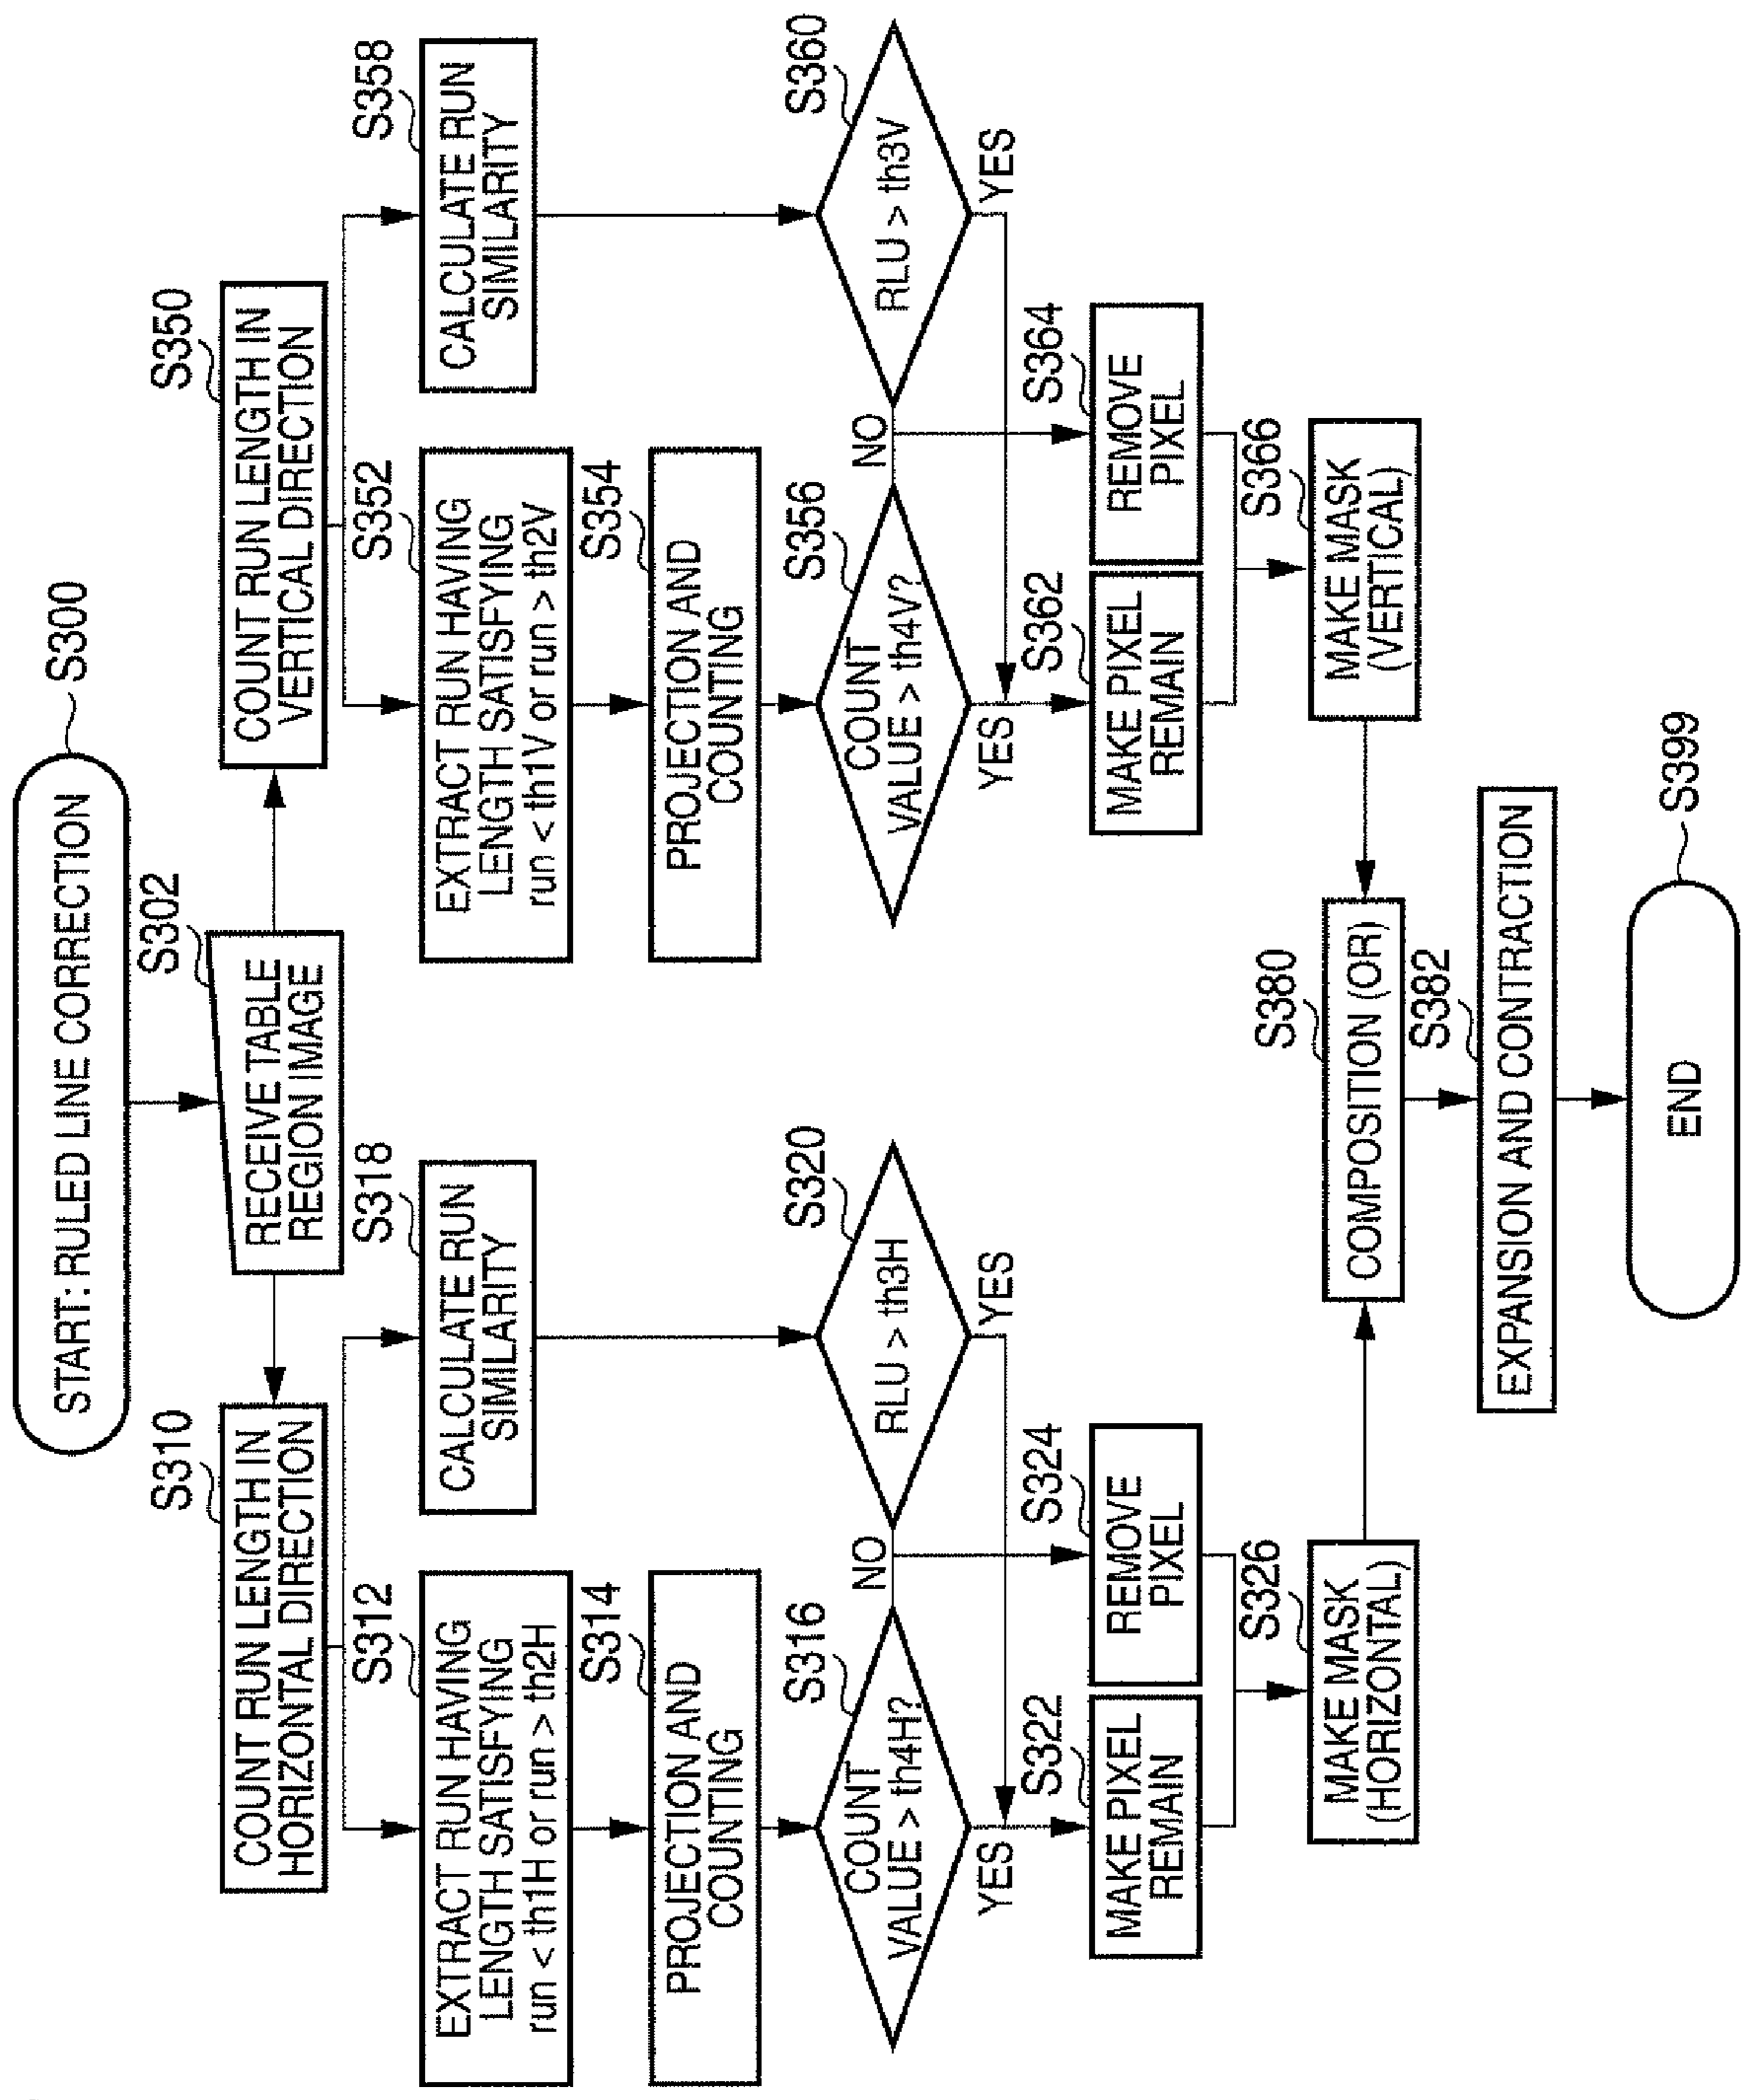 START: RULED LINE CORRECTION
S300
S302
RECEIVE TABLE
REGION IMAGE
S310
COUNT RUN LENGTH IN
HORIZONTAL DIRECTION
S350
COUNT RUN LENGTH IN
VERTICAL DIRECTION
S312
EXTRACT RUN HAVING
LENGTH SATISFYING
run < th1H or run > th2H
S318
CALCULATE RUN
SIMILARITY
S352
EXTRACT RUN HAVING
LENGTH SATISFYING
run < th1V or run > th2V
S358
CALCULATE RUN
SIMILARITY
S314
PROJECTION AND
COUNTING
S354
PROJECTION AND
COUNTING
S316
COUNT
VALUE > th4H?
NO
S320
RLU > th3H
S356
COUNT
VALUE > th4V?
NO
S360
RLU > th3V
YES
YES
YES
YES
S322
MAKE PIXEL
REMAIN
S324
REMOVE
PIXEL
S362
MAKE PIXEL
REMAIN
S364
REMOVE
PIXEL
S326
MAKE MASK
(HORIZONTAL)
S366
MAKE MASK
(VERTICAL)
S380
COMPOSITION (OR)
S382
EXPANSION AND CONTRACTION
S399
END